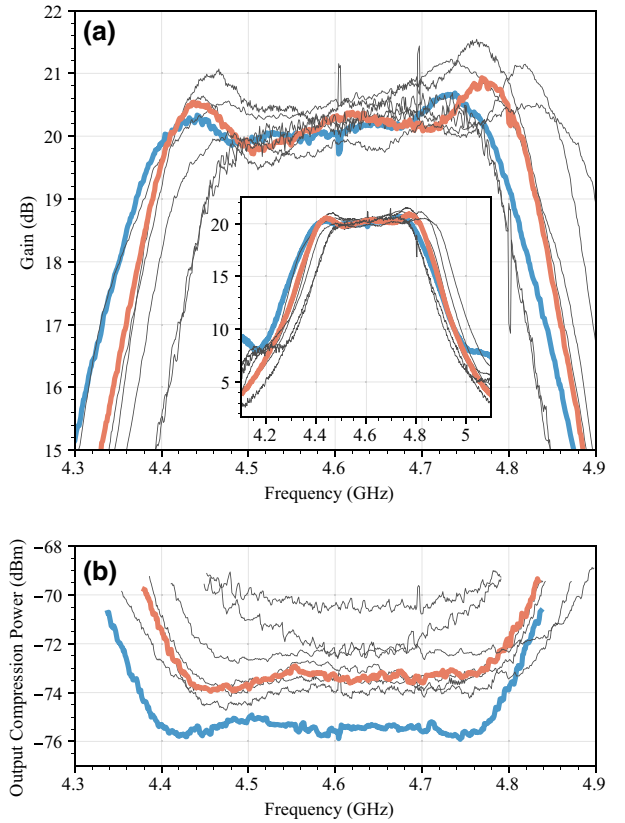 (a)
22
21
20
19
18
17
16
15
Gain (dB)
20
15
10
5
4.2 4.4 4.6 4.8 5
4.3 4.4 4.5 4.6 4.7 4.8 4.9
Frequency (GHz)
(b)
−68
−70
−72
−74
−76
Output Compression Power (dBm)
4.3 4.4 4.5 4.6 4.7 4.8 4.9
Frequency (GHz)